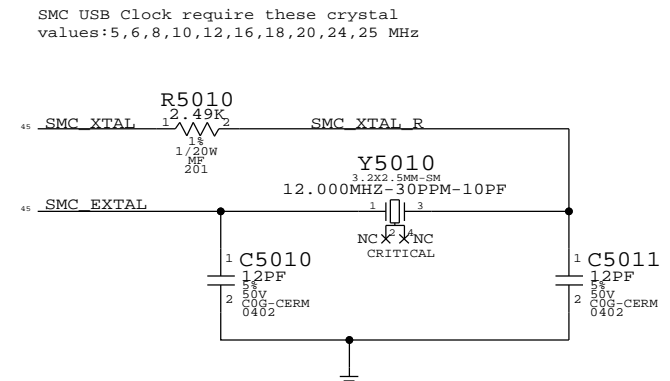 SMC USB Clock require these crystal
values:5,6,8,10,12,16,18,20,24,25 MHz
R5010
2.49K
45 SMC_XTAL 1 2 SMC_XTAL_R
1%
1/20W
MF
201
Y5010
3.2X2.5MM-SM
12.000MHZ-30PPM-10PF
45 SMC_EXTAL 1 3
NC 2 4 NC
CRITICAL
1 C5010
12PF
5%
50V
2 C0G-CERM
0402
1 C5011
12PF
5%
50V
2 C0G-CERM
0402